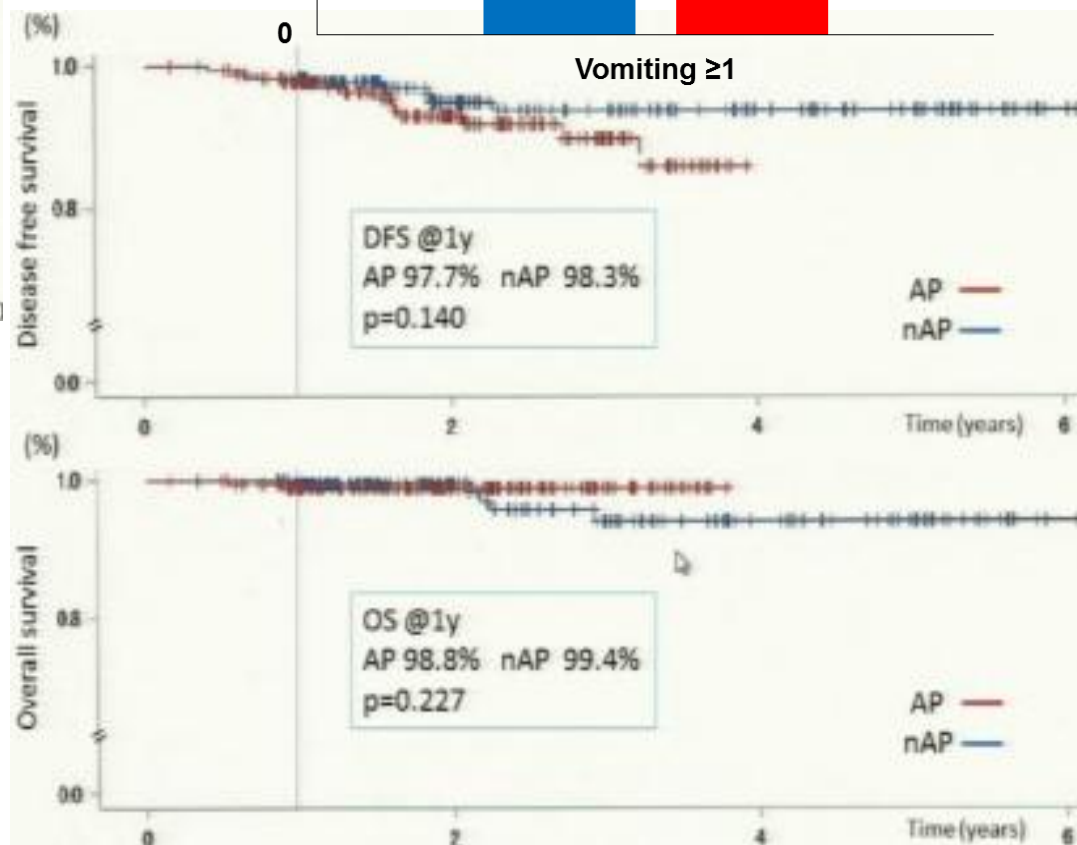 0
Vomiting ≥1
(%)
1.0
0.8
0.0
Disease free survival
DFS @1y
AP 97.7% nAP 98.3%
p=0.140
AP
nAP
0 2 4 6
Time (years)
(%)
1.0
0.8
0.0
Overall survival
OS @1y
AP 98.8% nAP 99.4%
p=0.227
AP
nAP
0 2 4 6
Time (years)